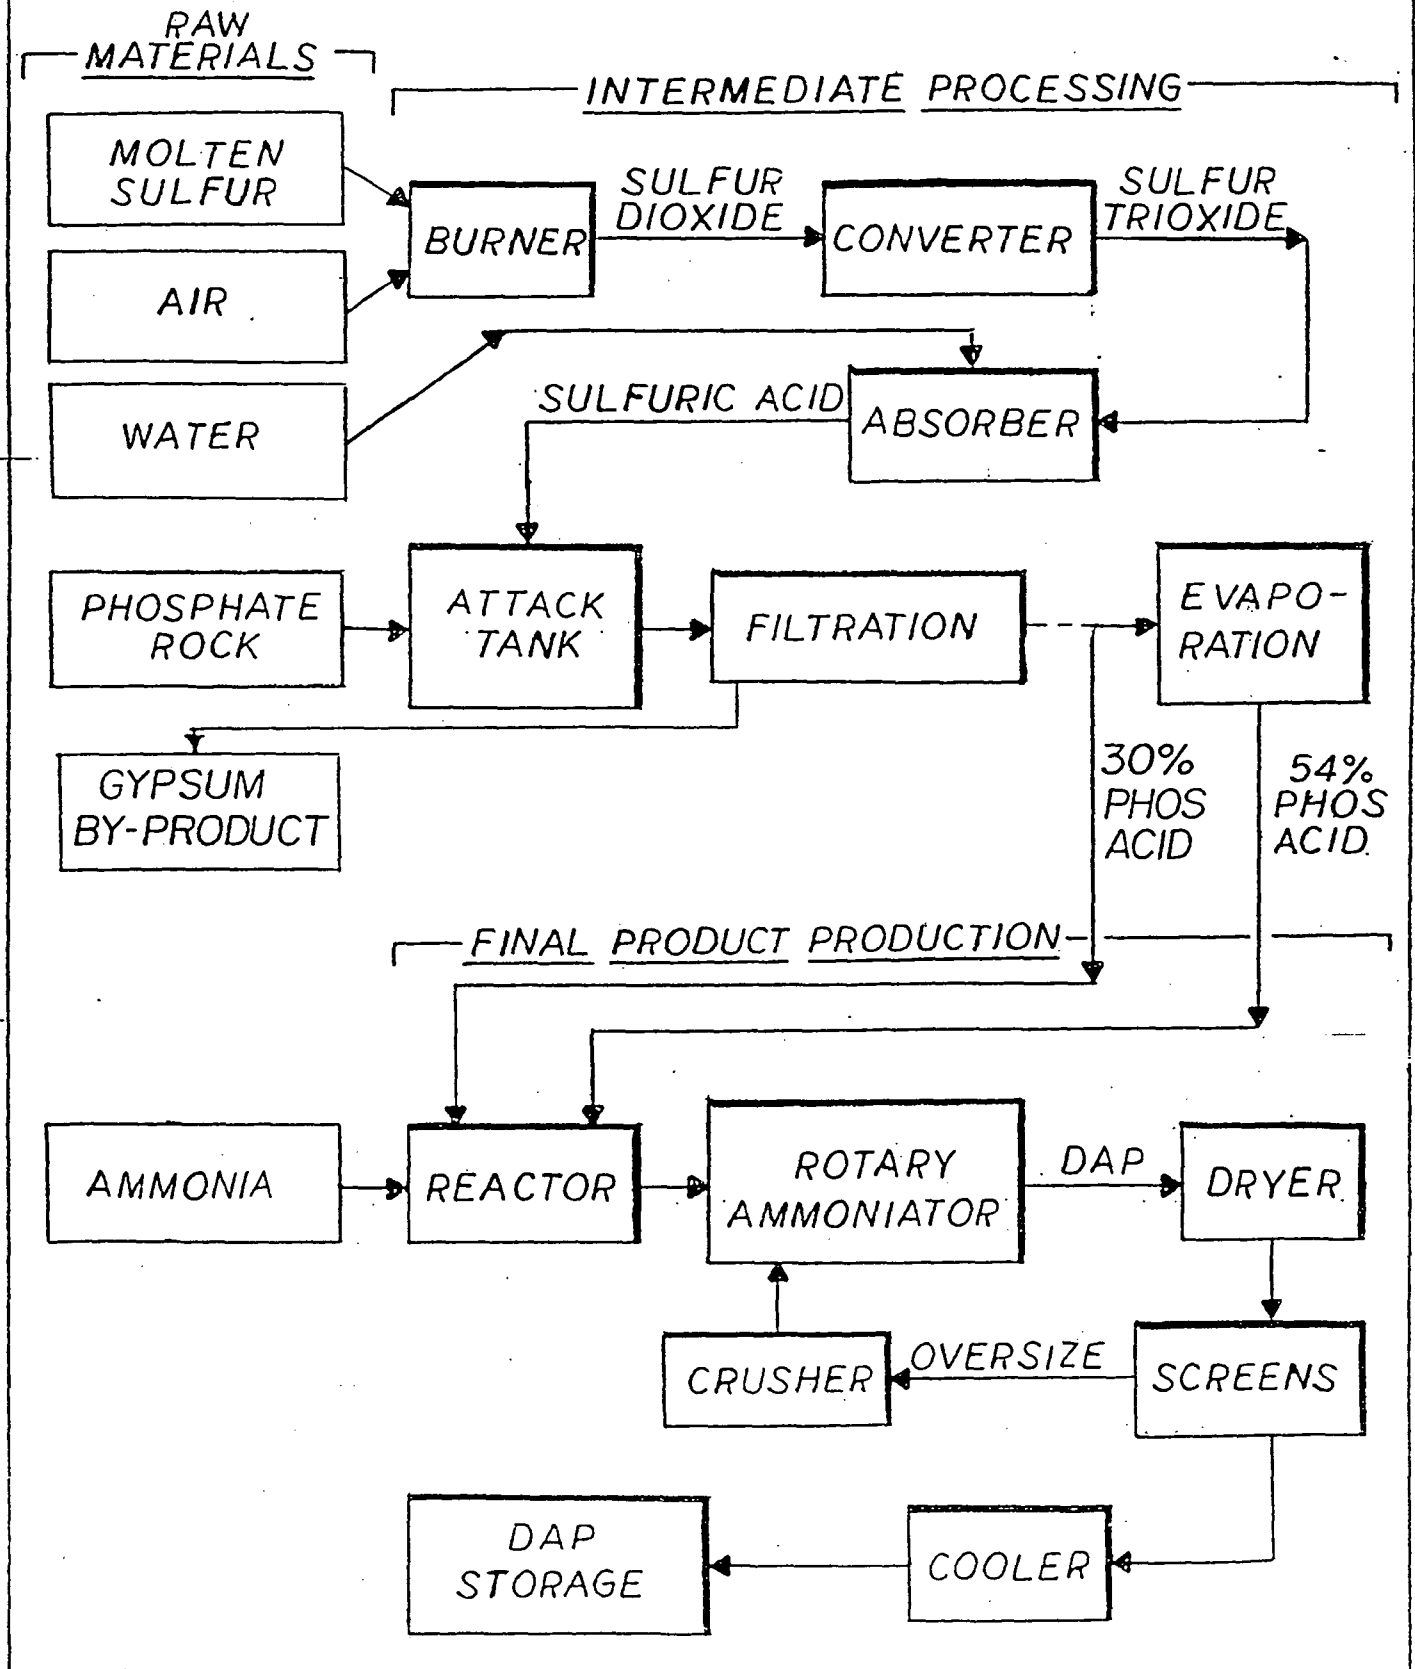 RAW
MATERIALS
INTERMEDIATE PROCESSING
MOLTEN
SULFUR
BURNER
SULFUR
DIOXIDE
CONVERTER
SULFUR
TRIOXIDE
AIR
WATER
SULFURIC ACID
ABSORBER
PHOSPHATE
ROCK
ATTACK
TANK
FILTRATION
EVAPO-
RATION
GYPSUM
BY-PRODUCT
30%
PHOS
ACID
54%
PHOS
ACID.
FINAL PRODUCT PRODUCTION
AMMONIA
REACTOR
ROTARY
AMMONIATOR
DAP
DRYER
CRUSHER
OVERSIZE
SCREENS
DAP
STORAGE
COOLER